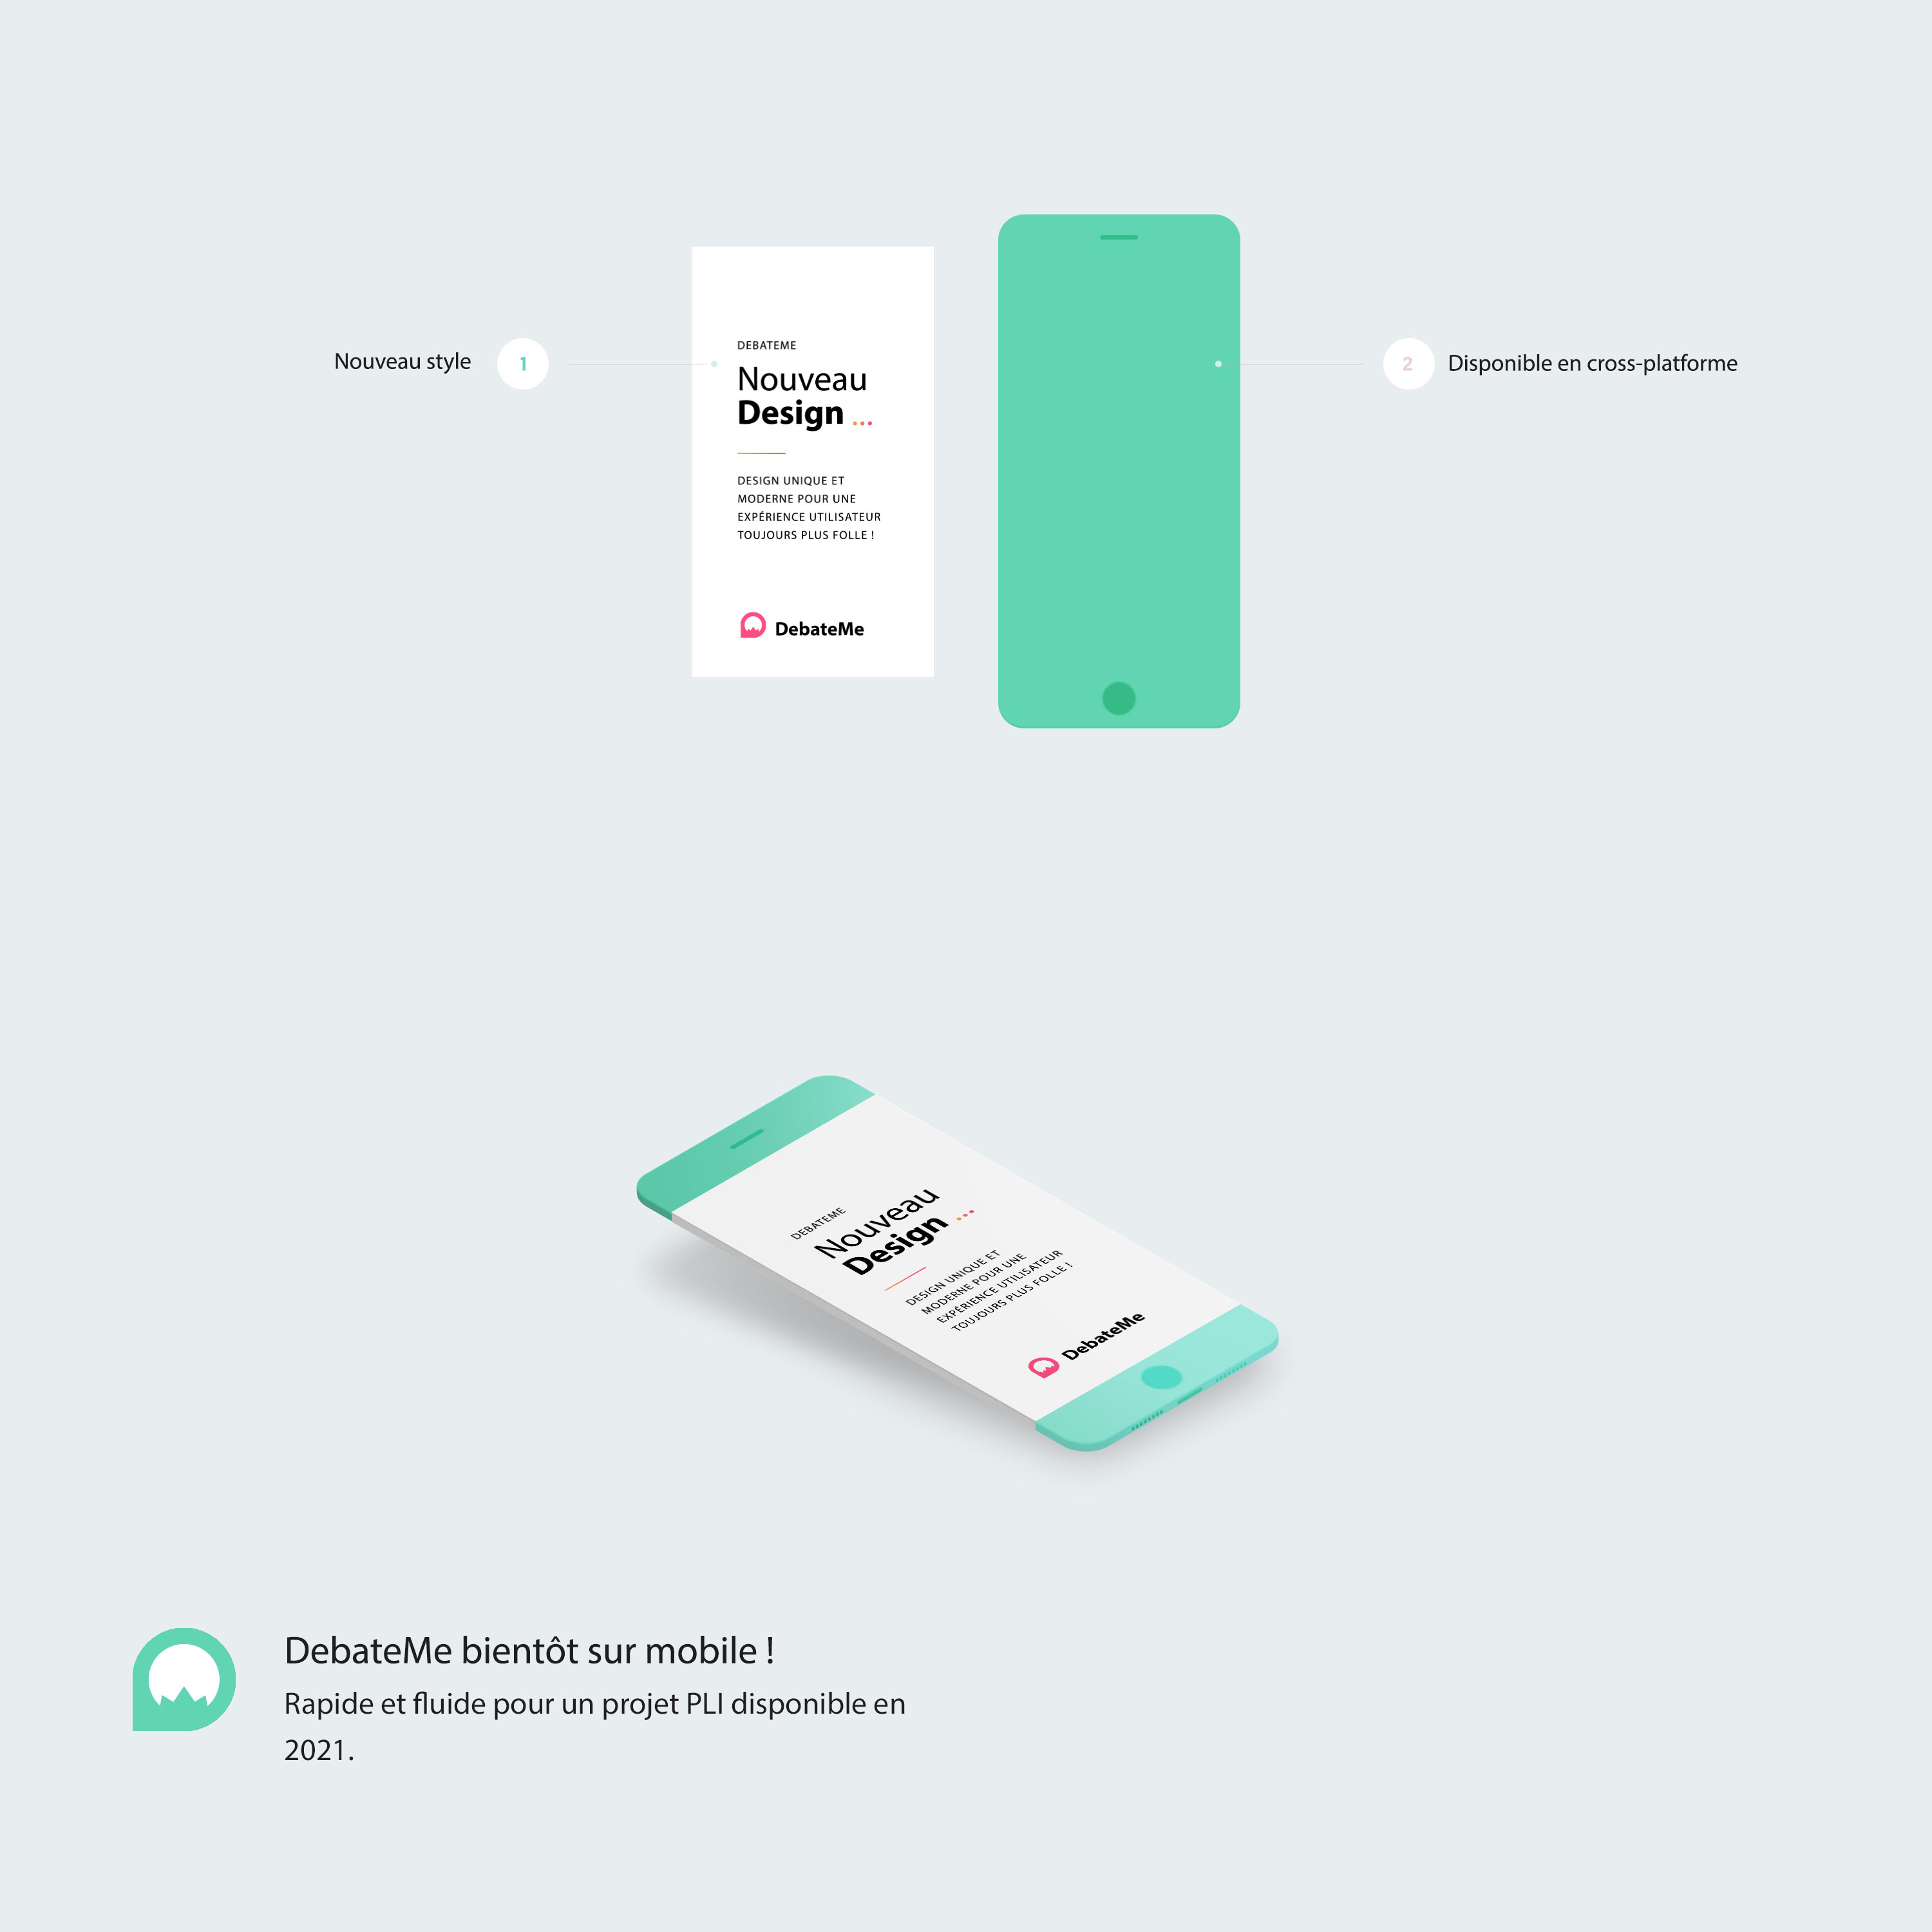 Nouveau style
1
DEBATEME
Nouveau
Design ...
DESIGN UNIQUE ET
MODERNE POUR UNE
EXPÉRIENCE UTILISATEUR
TOUJOURS PLUS FOLLE !
DebateMe
2
Disponible en cross-platforme
DEBATEME
Nouveau
Design ...
DESIGN UNIQUE ET
MODERNE POUR UNE
EXPÉRIENCE UTILISATEUR
TOUJOURS PLUS FOLLE !
DebateMe
DebateMe bientôt sur mobile !
Rapide et fluide pour un projet PLI disponible en
2021.